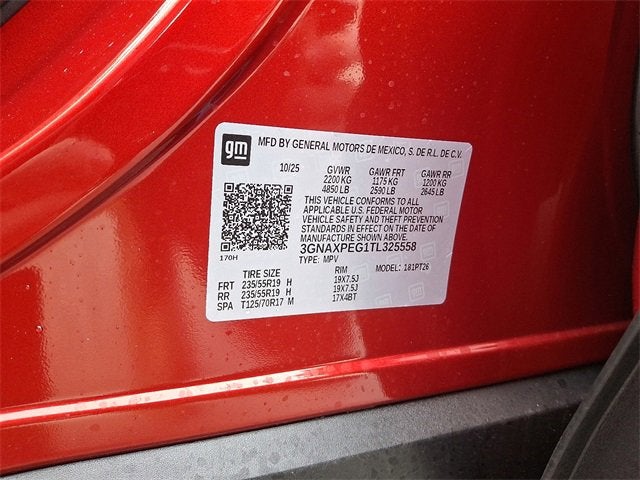 gm MFD BY GENERAL MOTORS DE MEXICO, S. DE R.L. DE C.V.
10/25 GVWR GAWR FRT GAWR RR
2200 KG 1175 KG 1200 KG
4850 LB 2590 LB 2645 LB
THIS VEHICLE CONFORMS TO ALL
APPLICABLE U.S. FEDERAL MOTOR
VEHICLE SAFETY AND THEFT PREVENTION
STANDARDS IN EFFECT ON THE DATE OF
MANUFACTURE SHOWN ABOVE.
170H 3GNAXPEG1TL325558
TYPE: MPV MODEL: 181PT26
TIRE SIZE RIM
FRT 235/55R19 H 19X7.5J
RR 235/55R19 H 19X7.5J
SPA T125/70R17 M 17X4BT